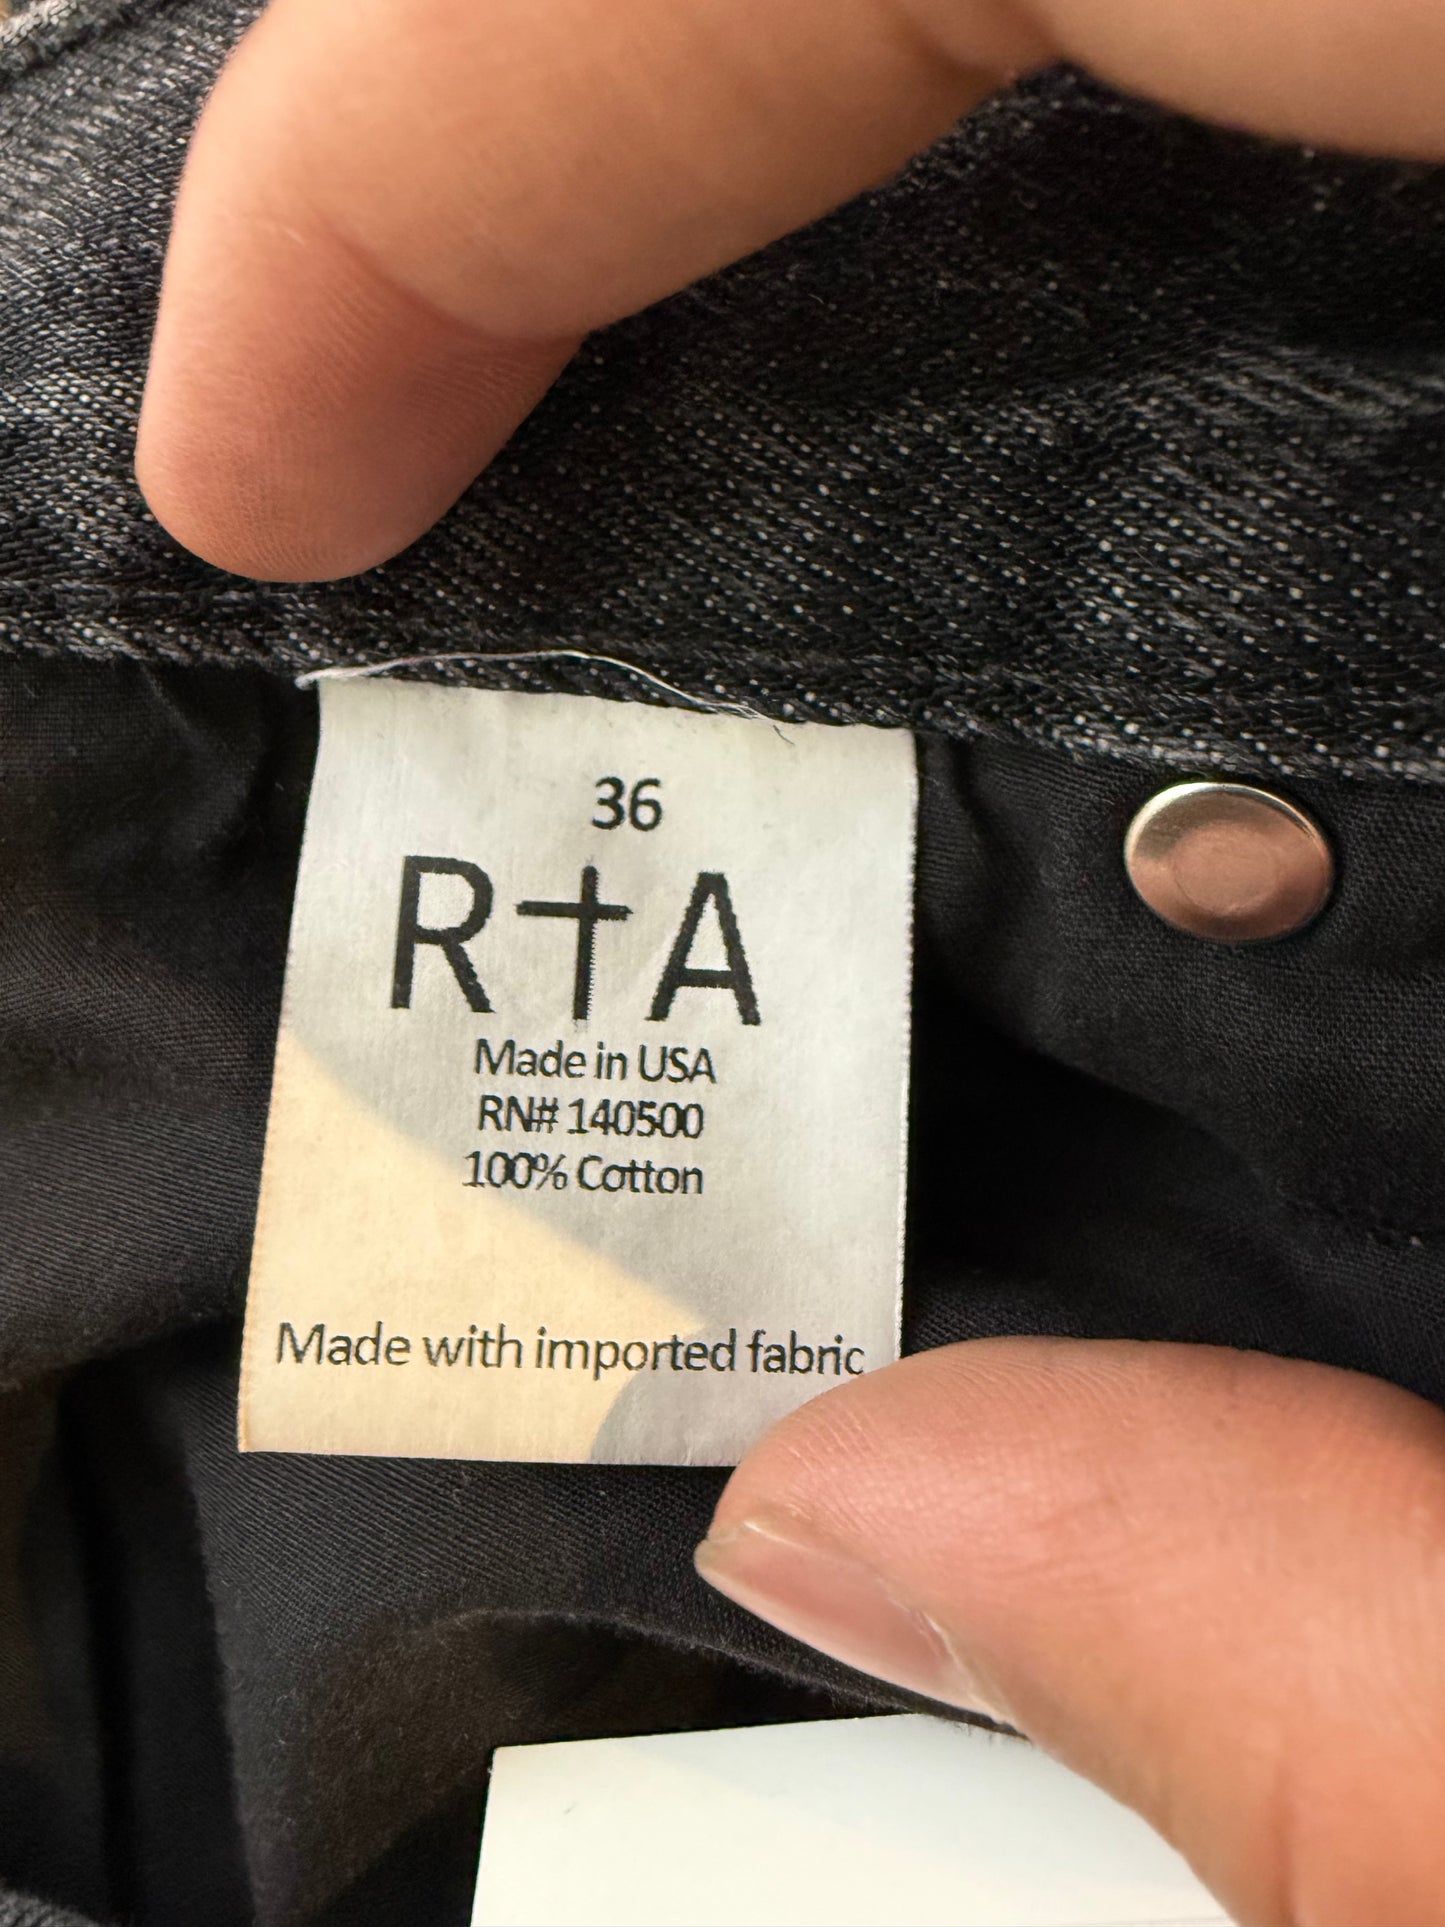 36
R†A
Made in USA
RN# 140500
100% Cotton
Made with imported fabric